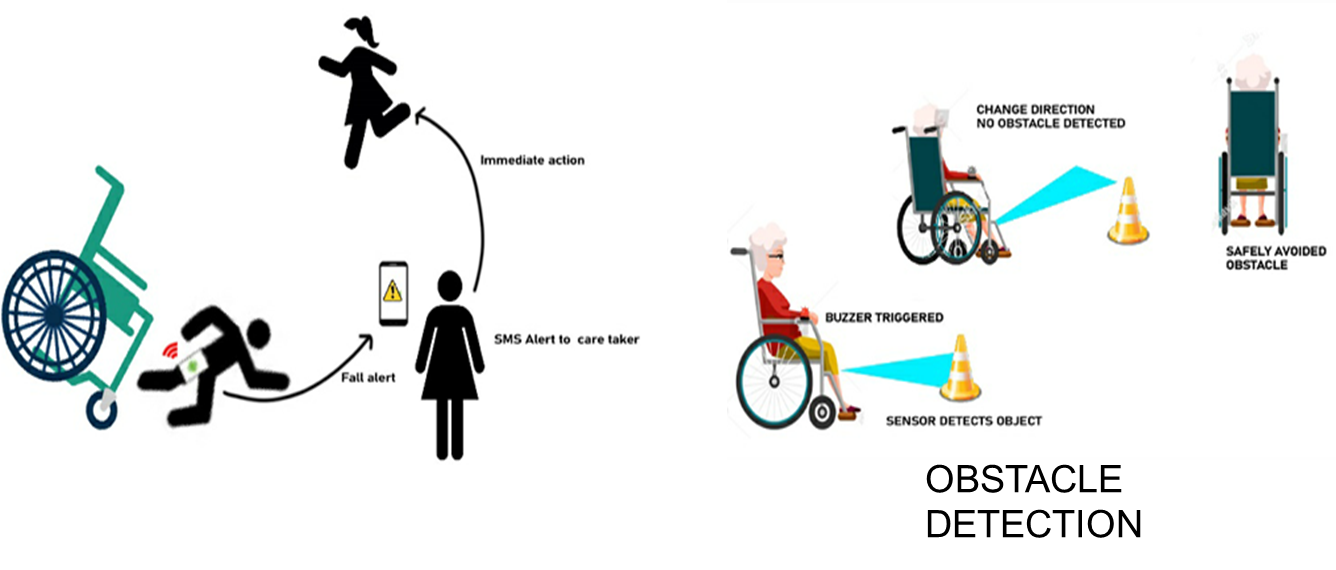 Immediate action
SMS Alert to care taker
Fall alert
CHANGE DIRECTION
NO OBSTACLE DETECTED
SAFELY AVOIDED
OBSTACLE
BUZZER TRIGGERED
SENSOR DETECTS OBJECT
OBSTACLE
DETECTION